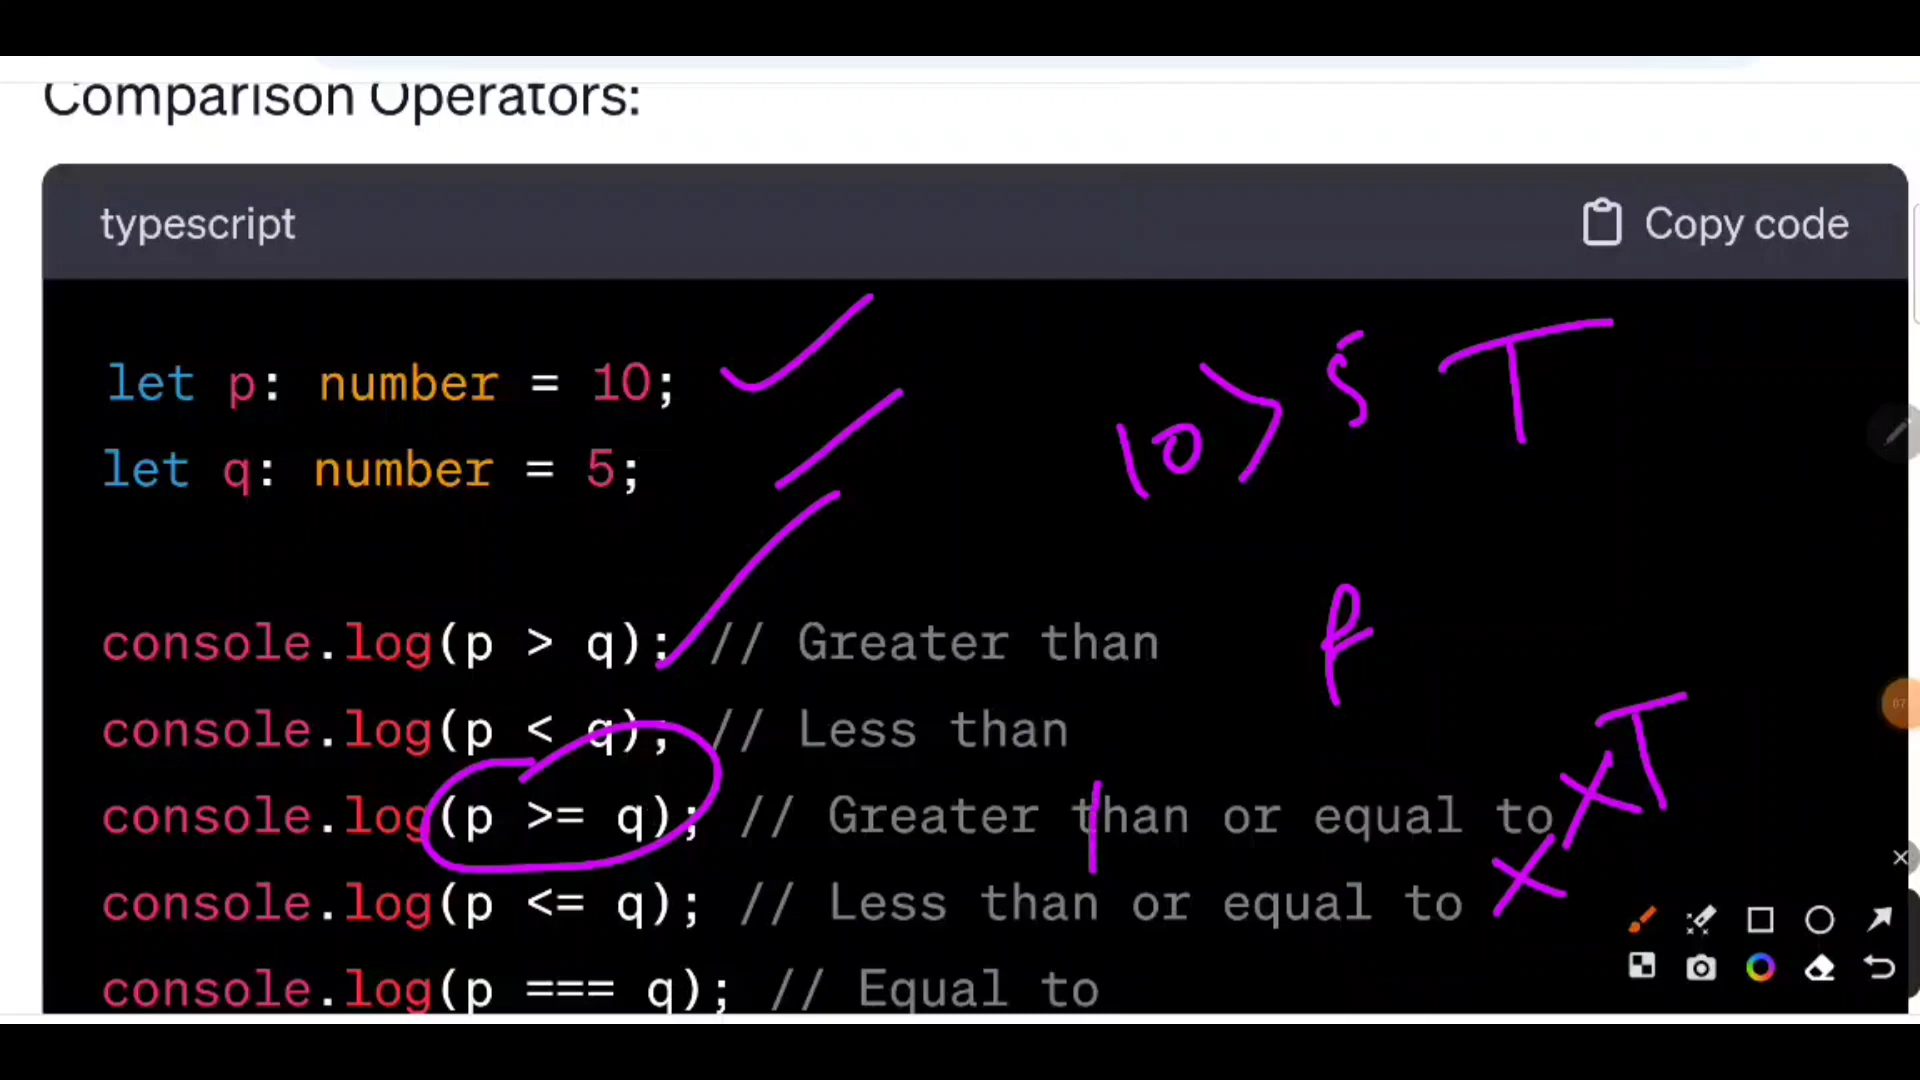 Comparison Operators:
typescript
Copy code
let p: number = 10;
let q: number = 5;
10 > 5 T
console.log(p > q); // Greater than
F
console.log(p < q); // Less than
T
console.log(p >= q); // Greater than or equal to
console.log(p <= q); // Less than or equal to
console.log(p === q); // Equal to
07